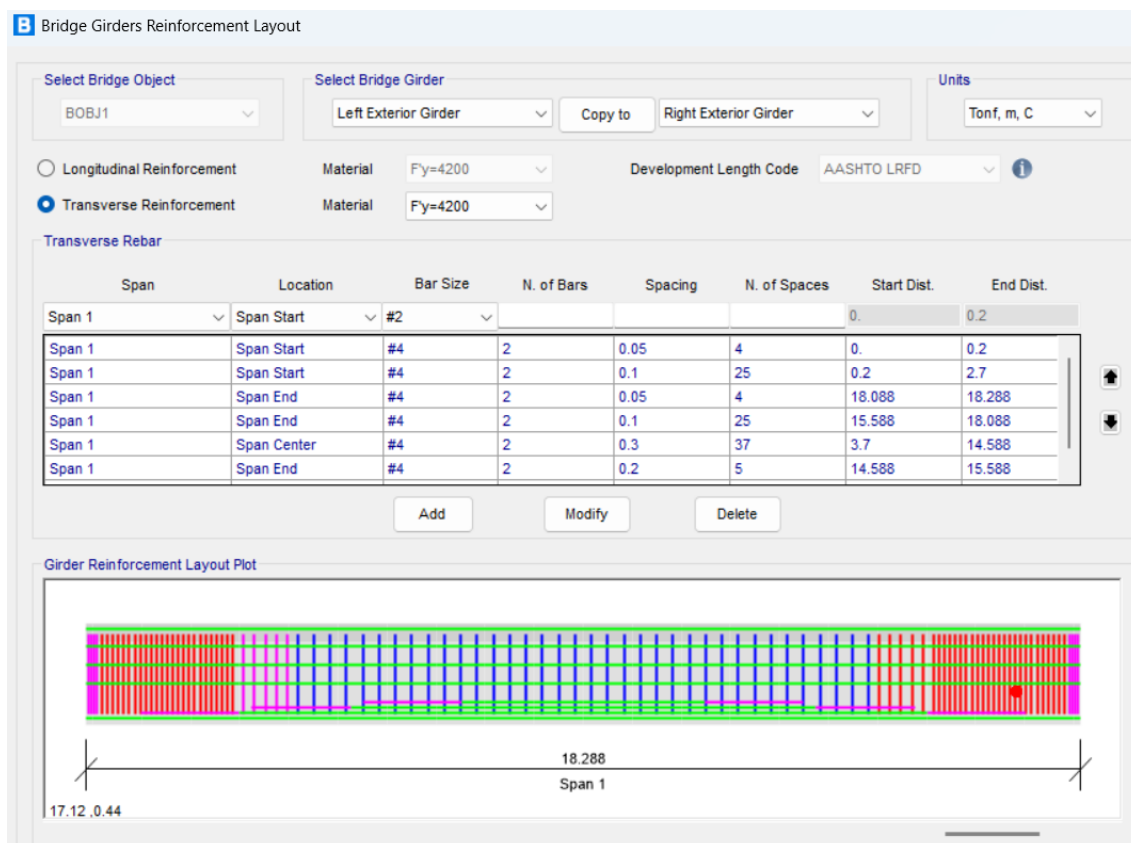 B Bridge Girders Reinforcement Layout
Select Bridge Object Select Bridge Girder Units
BOBJ1 Left Exterior Girder Copy to Right Exterior Girder Tonf, m, C
Longitudinal Reinforcement Material F'y=4200 Development Length Code AASHTO LRFD i
Transverse Reinforcement Material F'y=4200
Transverse Rebar
Span Location Bar Size N. of Bars Spacing N. of Spaces Start Dist. End Dist.
Span 1 Span Start #2 0. 0.2
Span 1 Span Start #4 2 0.05 4 0. 0.2
Span 1 Span Start #4 2 0.1 25 0.2 2.7
Span 1 Span End #4 2 0.05 4 18.088 18.288
Span 1 Span End #4 2 0.1 25 15.588 18.088
Span 1 Span Center #4 2 0.3 37 3.7 14.588
Span 1 Span End #4 2 0.2 5 14.588 15.588
Add Modify Delete
Girder Reinforcement Layout Plot
18.288
Span 1
17.12 ,0.44